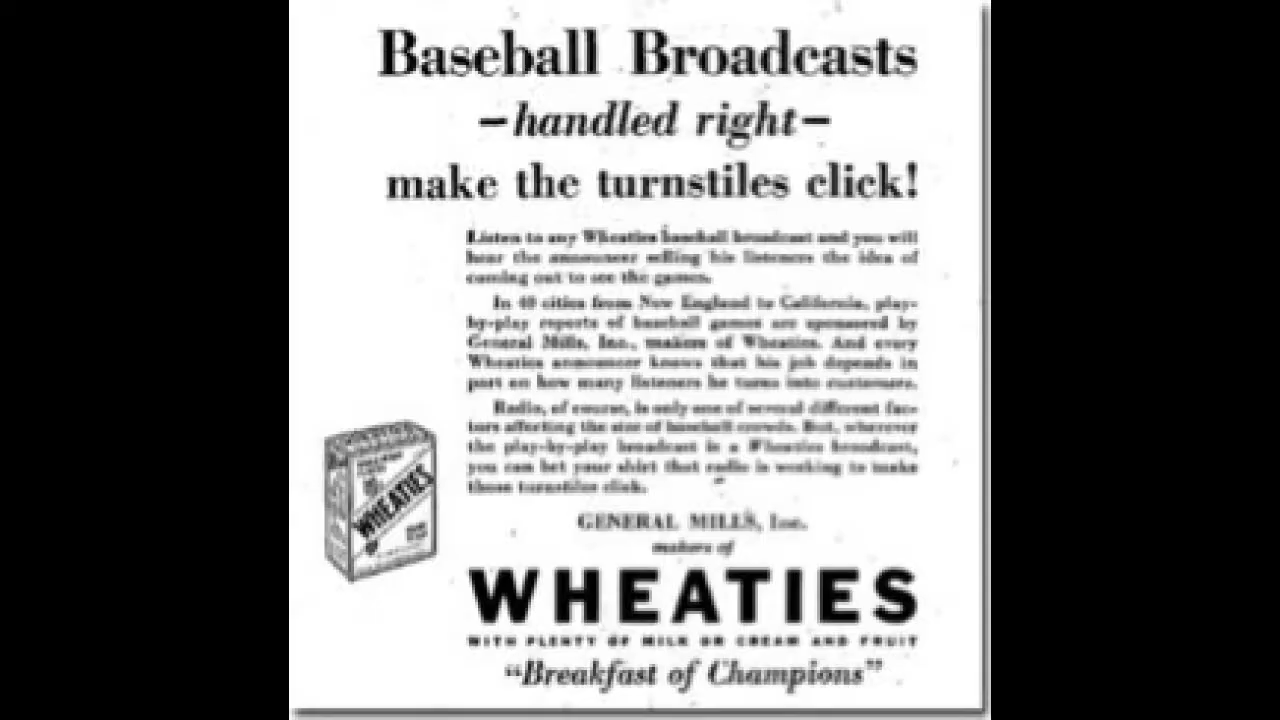 Baseball Broadcasts
—handled right—
make the turnstiles click!
Listen to any Wheaties baseball broadcast and you will
hear the announcer selling his listeners the idea of
coming out to see the games.
In 40 cities from New England to California, play-
by-play reports of baseball games are sponsored by
General Mills, Inc., makers of Wheaties. And every
Wheaties announcer knows that his job depends in
part on how many listeners he turns into customers.
Radio, of course, is only one of several different fac-
tors affecting the size of baseball crowds. But, wherever
the play-by-play broadcast is a Wheaties broadcast,
you can bet your shirt that radio is working to make
those turnstiles click.
WHEATIES
WHEATIES
GENERAL MILLS, Inc.
makers of
WHEATIES
WITH PLENTY OF MILK OR CREAM AND FRUIT
"Breakfast of Champions"